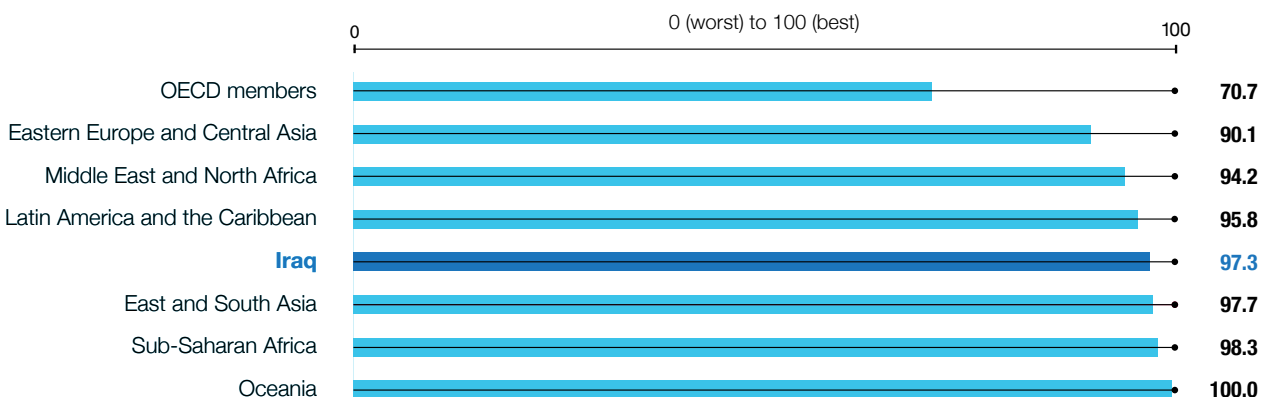 0 (worst) to 100 (best)
0 100
OECD members 70.7
Eastern Europe and Central Asia 90.1
Middle East and North Africa 94.2
Latin America and the Caribbean 95.8
Iraq 97.3
East and South Asia 97.7
Sub-Saharan Africa 98.3
Oceania 100.0